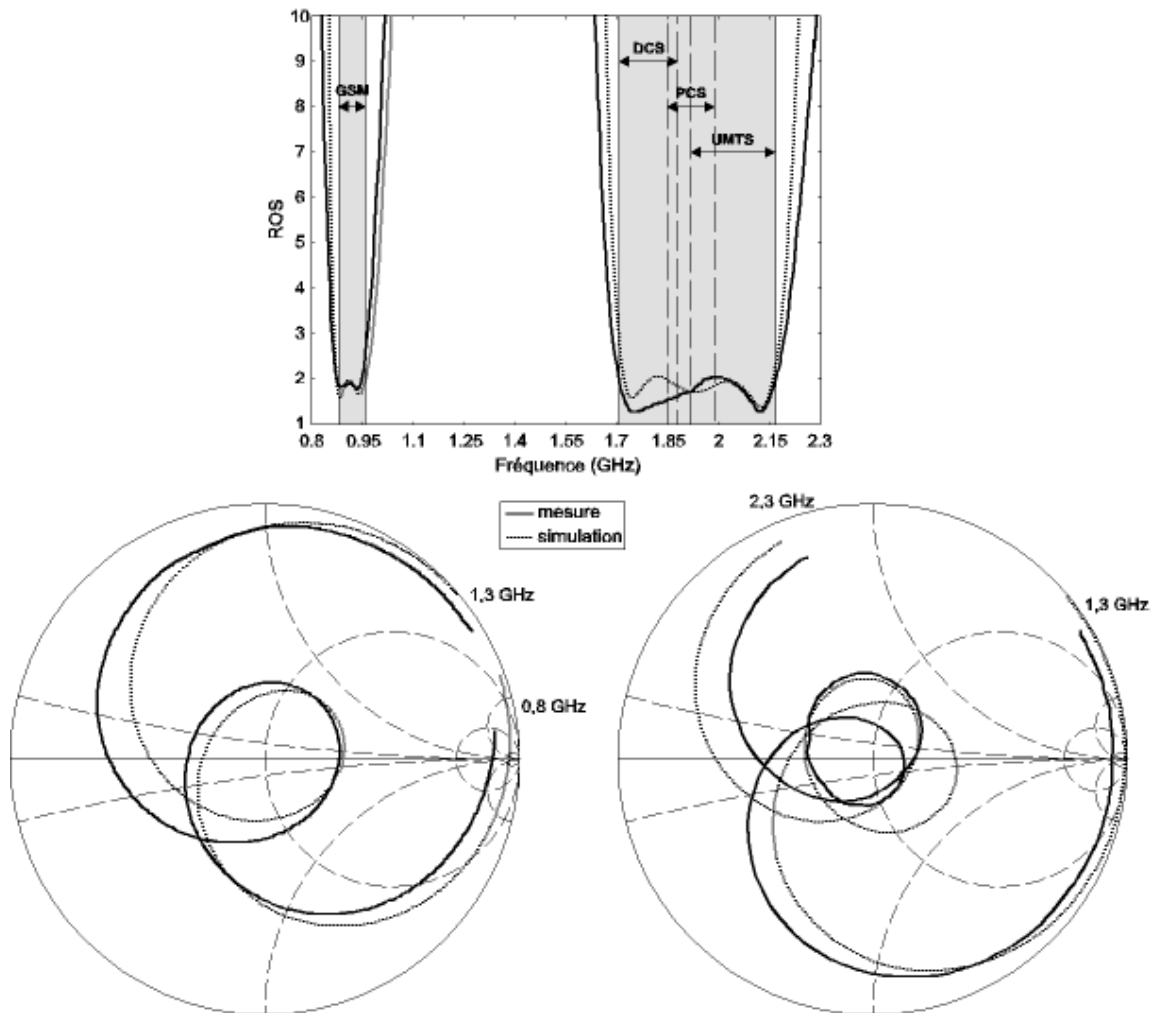 10
9
8
7
6
5
4
3
2
1
ROS
DCS
GSM
PCS
UMTS
0.8 0.95 1.1 1.25 1.4 1.55 1.7 1.85 2 2.15 2.3
Fréquence (GHz)
mesure
simulation
2,3 GHz
1,3 GHz
1,3 GHz
0,8 GHz